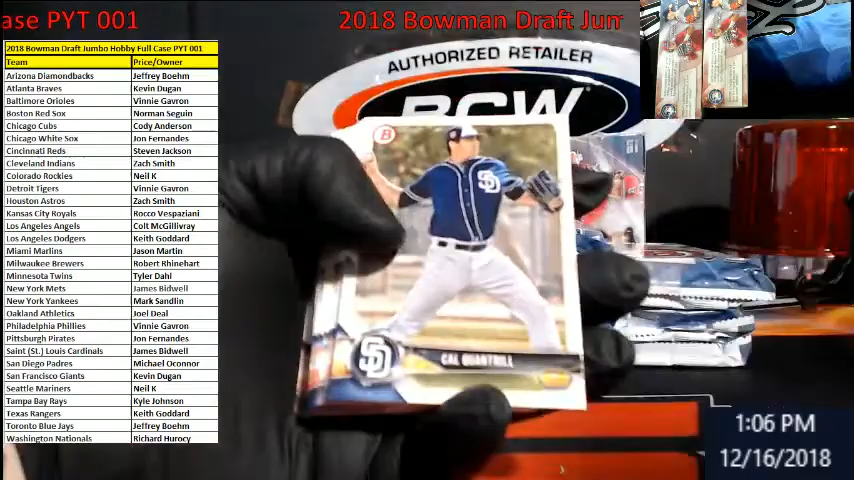 ase PYT 001
2018 Bowman Draft Jum
2018 Bowman Draft Jumbo Hobby Full Case PYT 001
Team Price/Owner
Arizona Diamondbacks Jeffrey Boehm
Atlanta Braves Kevin Dugan
Baltimore Orioles Vinnie Gavron
Boston Red Sox Norman Seguin
Chicago Cubs Cody Anderson
Chicago White Sox Jon Fernandes
Cincinnati Reds Steven Jackson
Cleveland Indians Zach Smith
Colorado Rockies Neil K
Detroit Tigers Vinnie Gavron
Houston Astros Zach Smith
Kansas City Royals Rocco Vespaziani
Los Angeles Angels Colt McGillivray
Los Angeles Dodgers Keith Goddard
Miami Marlins Jason Martin
Milwaukee Brewers Robert Rhinehart
Minnesota Twins Tyler Dahl
New York Mets James Bidwell
New York Yankees Mark Sandlin
Oakland Athletics Joel Deal
Philadelphia Phillies Vinnie Gavron
Pittsburgh Pirates Jon Fernandes
Saint (St.) Louis Cardinals James Bidwell
San Diego Padres Michael Oconnor
San Francisco Giants Kevin Dugan
Seattle Mariners Neil K
Tampa Bay Rays Kyle Johnson
Texas Rangers Keith Goddard
Toronto Blue Jays Jeffrey Boehm
Washington Nationals Richard Hurocy
AUTHORIZED RETAILER
BCW
B
SD
SD
CAL QUANTRILL
1:06 PM
12/16/2018